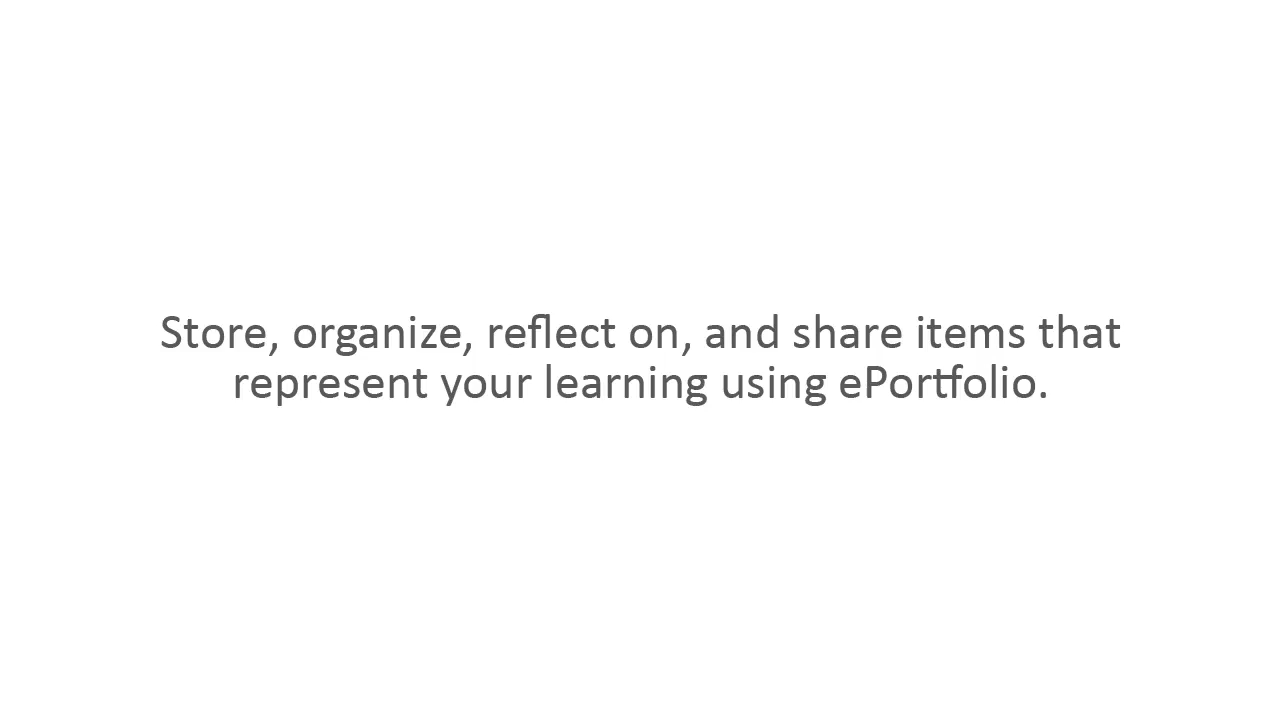 Store, organize, reflect on, and share items that
represent your learning using ePortfolio.